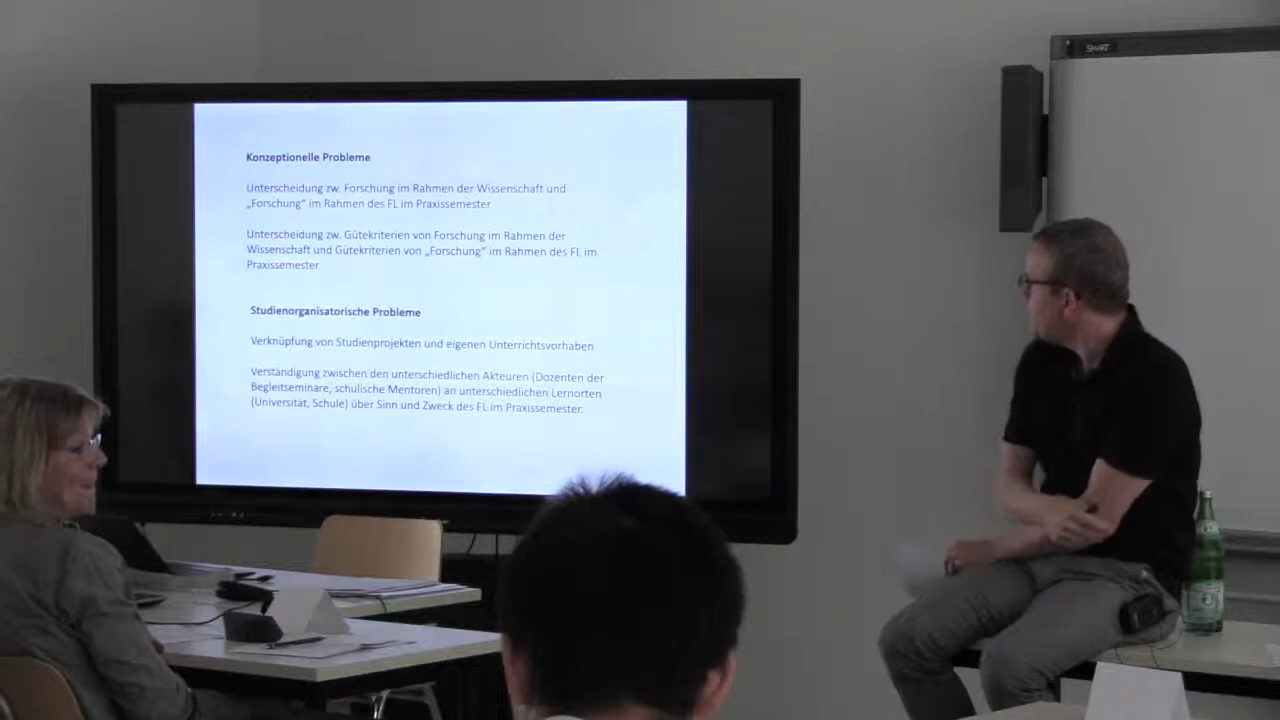 SMART
Konzeptionelle Probleme
Unterscheidung zw. Forschung im Rahmen der Wissenschaft und
„Forschung“ im Rahmen des FL im Praxissemester
Unterscheidung zw. Gütekriterien von Forschung im Rahmen der
Wissenschaft und Gütekriterien von „Forschung“ im Rahmen des FL im
Praxissemester
Studienorganisatorische Probleme
Verknüpfung von Studienprojekten und eigenen Unterrichtsvorhaben
Verständigung zwischen den unterschiedlichen Akteuren (Dozenten der
Begleitseminare, schulische Mentoren) an unterschiedlichen Lernorten
(Universität, Schule) über Sinn und Zweck des FL im Praxissemester.